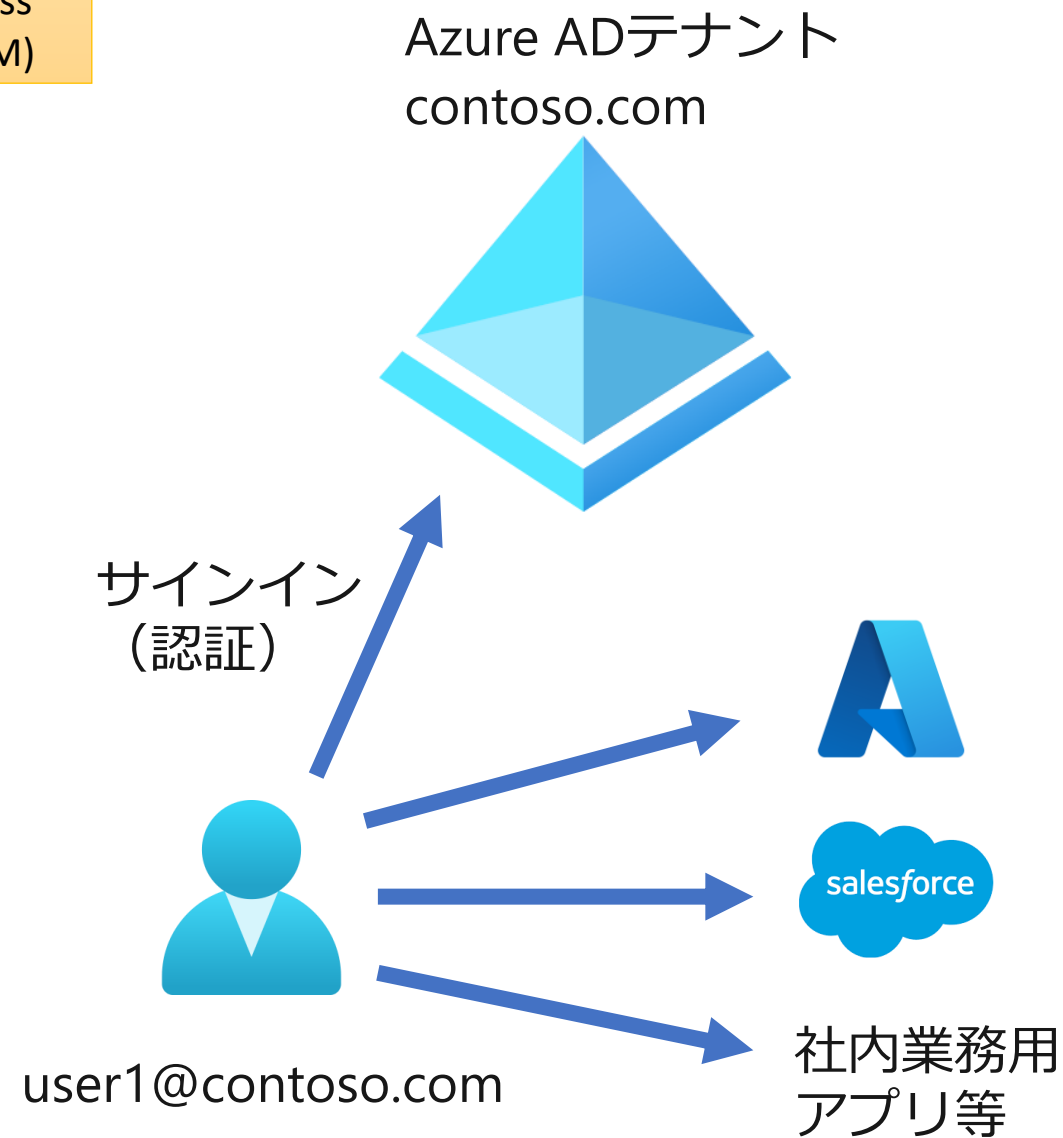 M)
Azure ADテナント
contoso.com
サインイン
（認証）
salesforce
社内業務用
アプリ等
user1@contoso.com